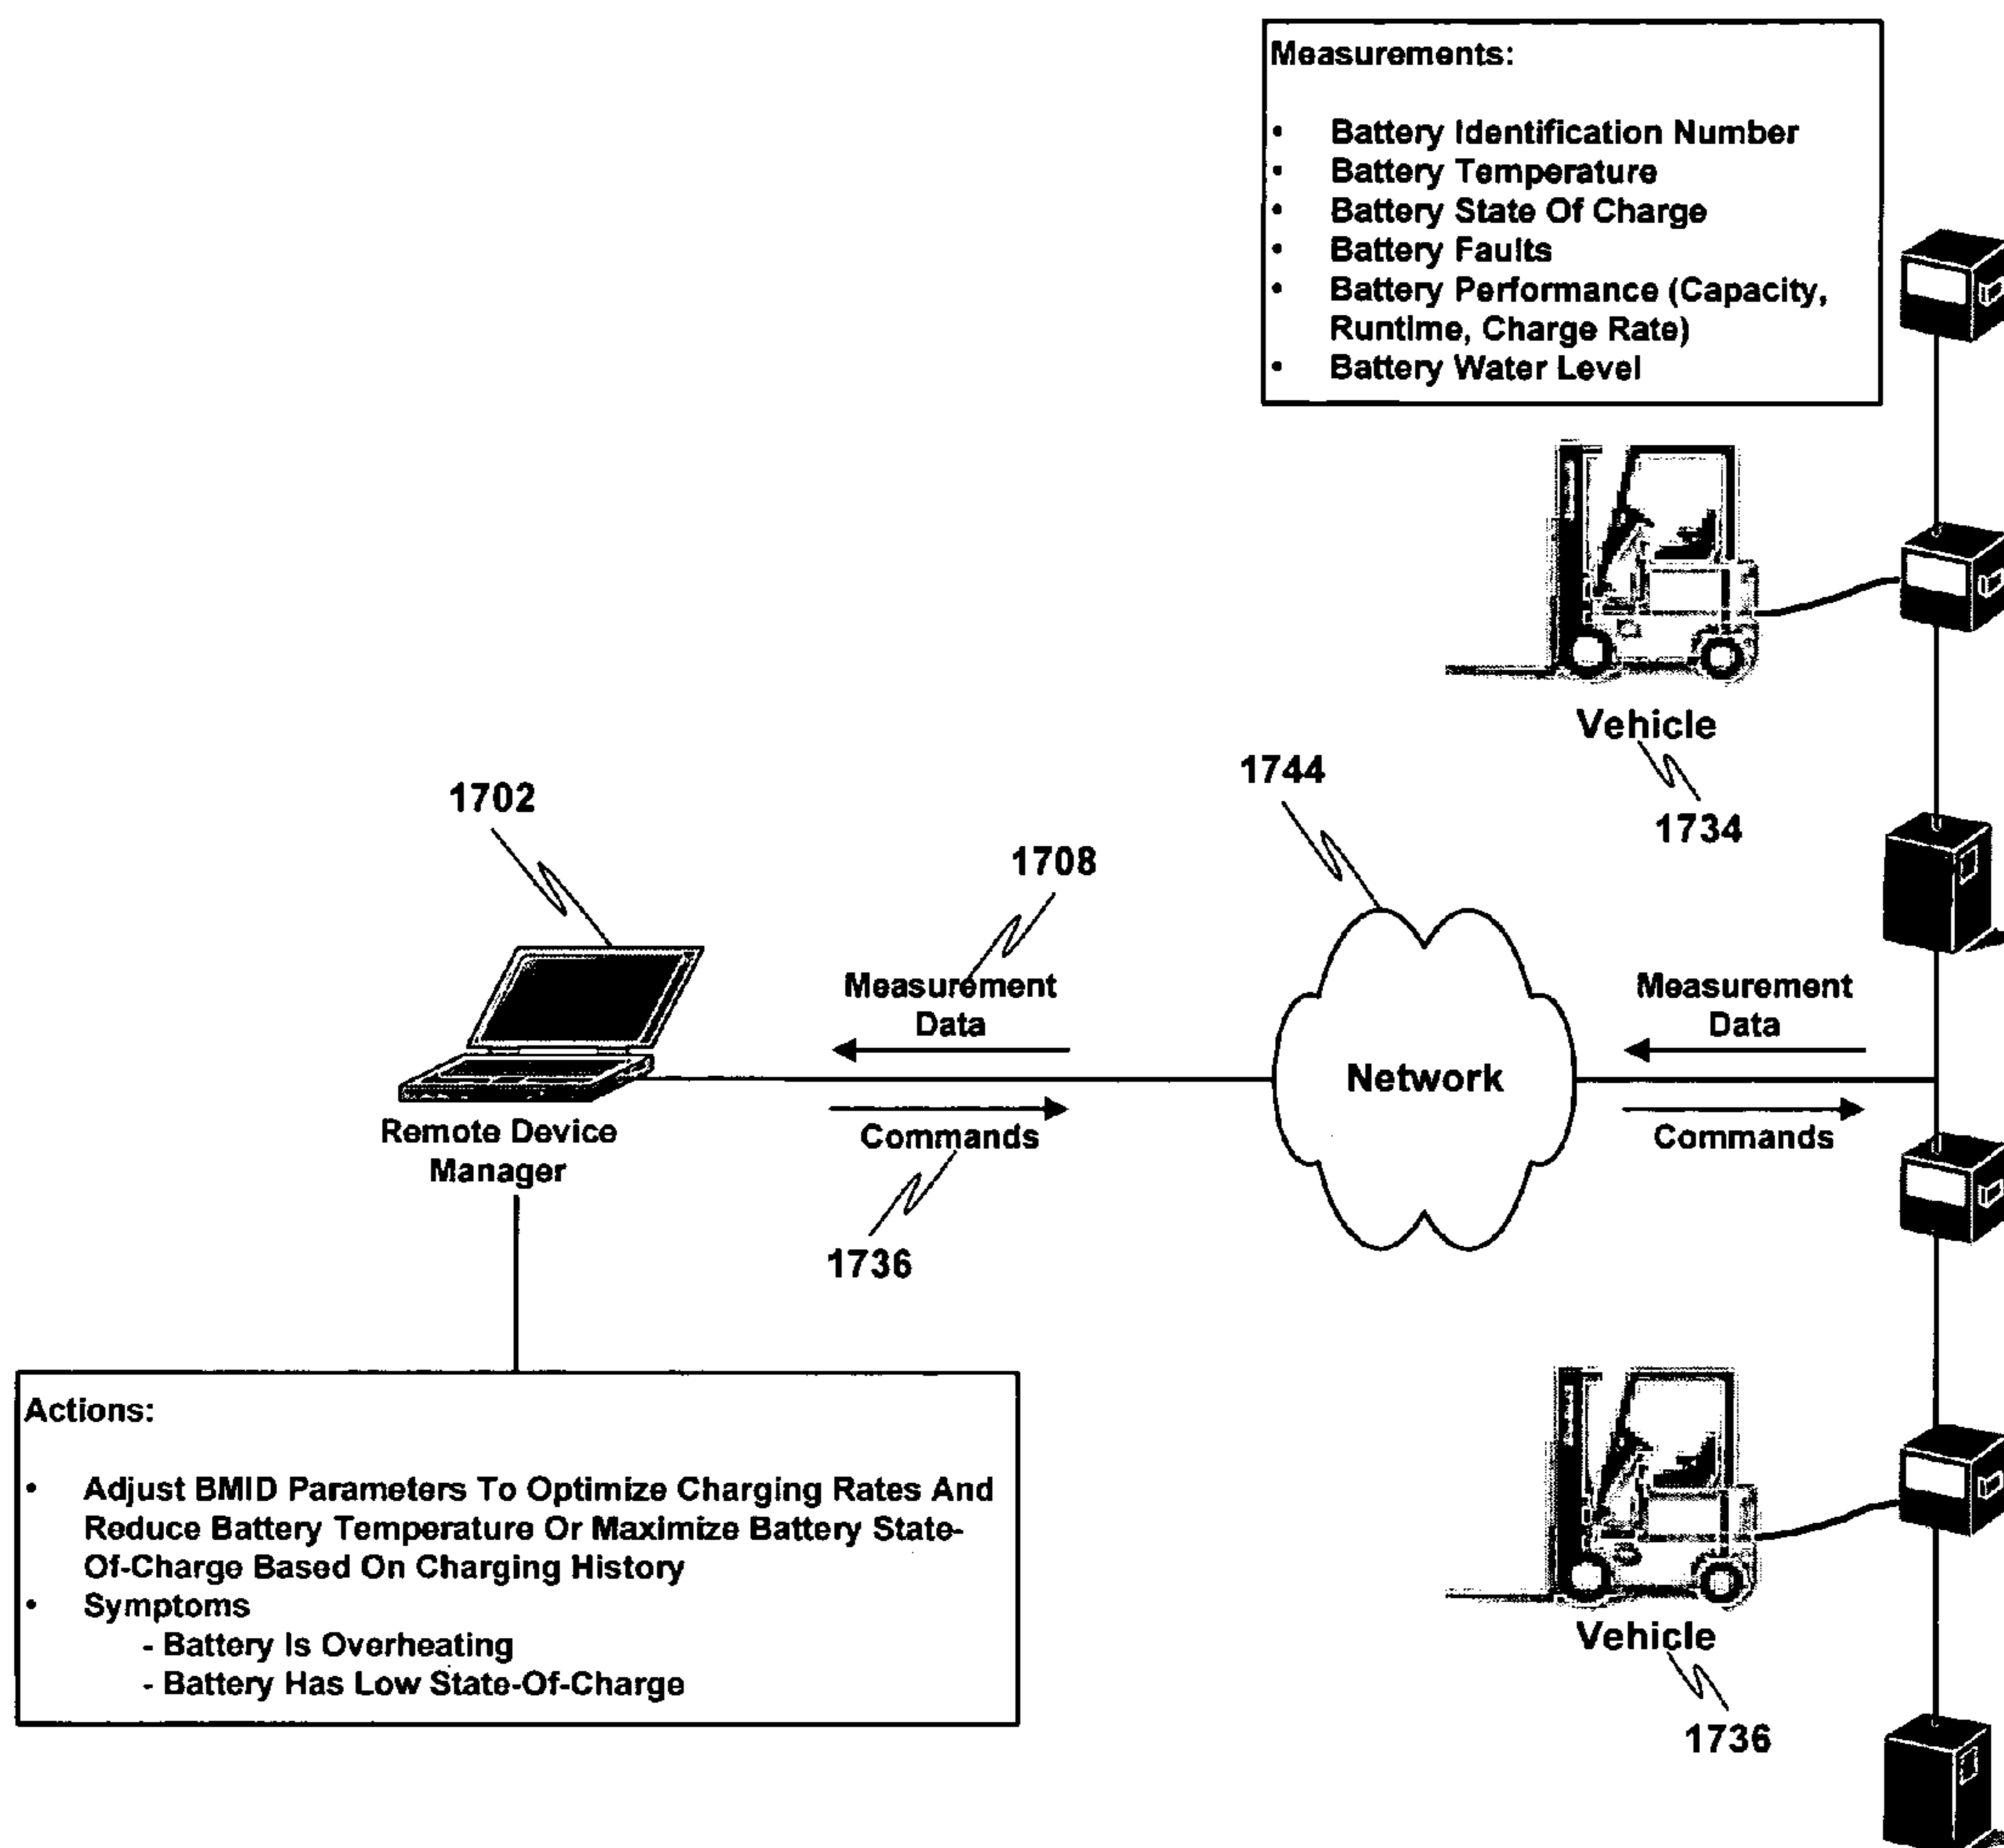 Measurements:
• Battery Identification Number
• Battery Temperature
• Battery State Of Charge
• Battery Faults
• Battery Performance (Capacity,
Runtime, Charge Rate)
• Battery Water Level
Vehicle
1734
1744
1702
1708
Measurement
Data
Commands
1736
Remote Device
Manager
Network
Measurement
Data
Commands
Actions:
• Adjust BMID Parameters To Optimize Charging Rates And
Reduce Battery Temperature Or Maximize Battery State-
Of-Charge Based On Charging History
• Symptoms
- Battery Is Overheating
- Battery Has Low State-Of-Charge
Vehicle
1736